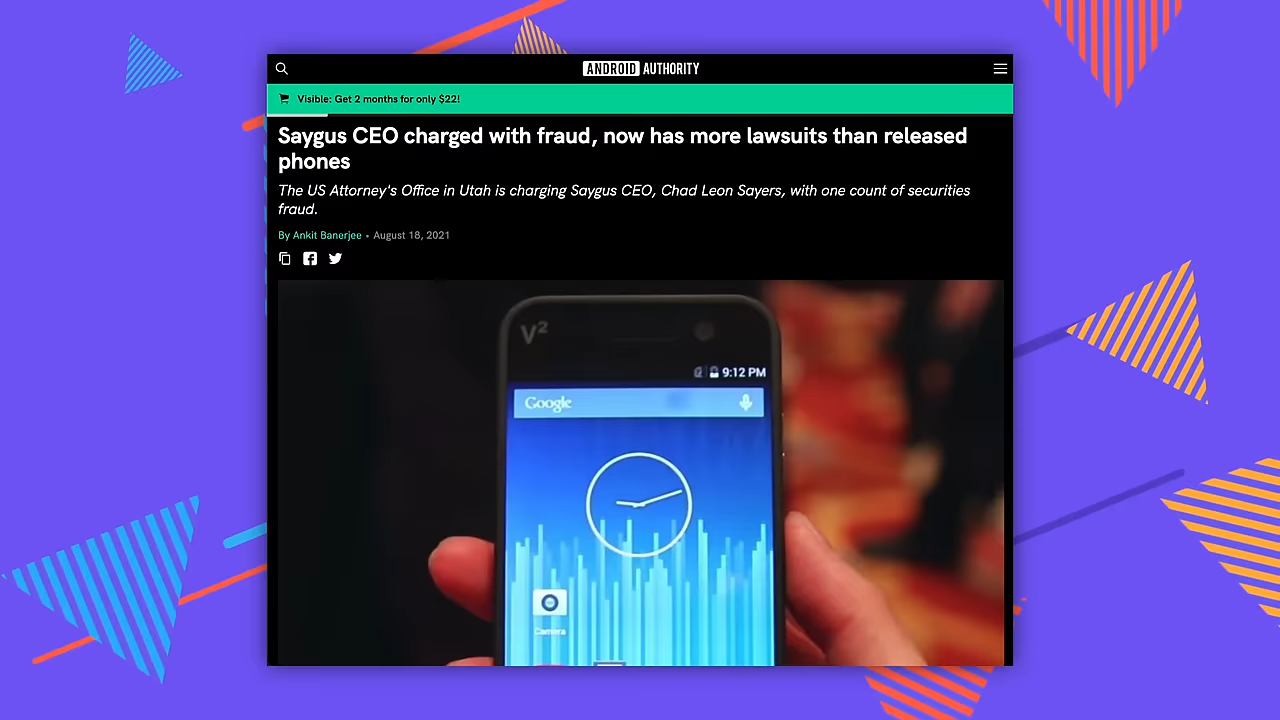 ANDROID AUTHORITY
Visible: Get 2 months for only $22!
Saygus CEO charged with fraud, now has more lawsuits than released
phones
The US Attorney's Office in Utah is charging Saygus CEO, Chad Leon Sayers, with one count of securities
fraud.
By Ankit Banerjee • August 18, 2021
V²
9:12 PM
Google
Camera